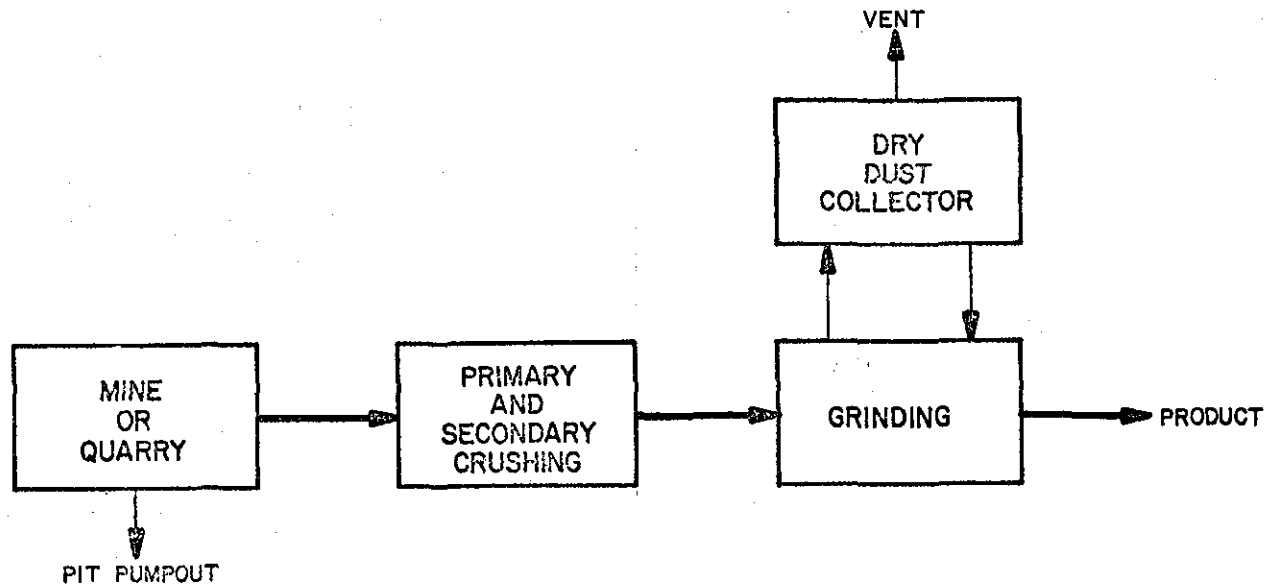 VENT
DRY
DUST
COLLECTOR
MINE
OR
QUARRY
PRIMARY
AND
SECONDARY
CRUSHING
GRINDING
PRODUCT
PIT PUMPOUT